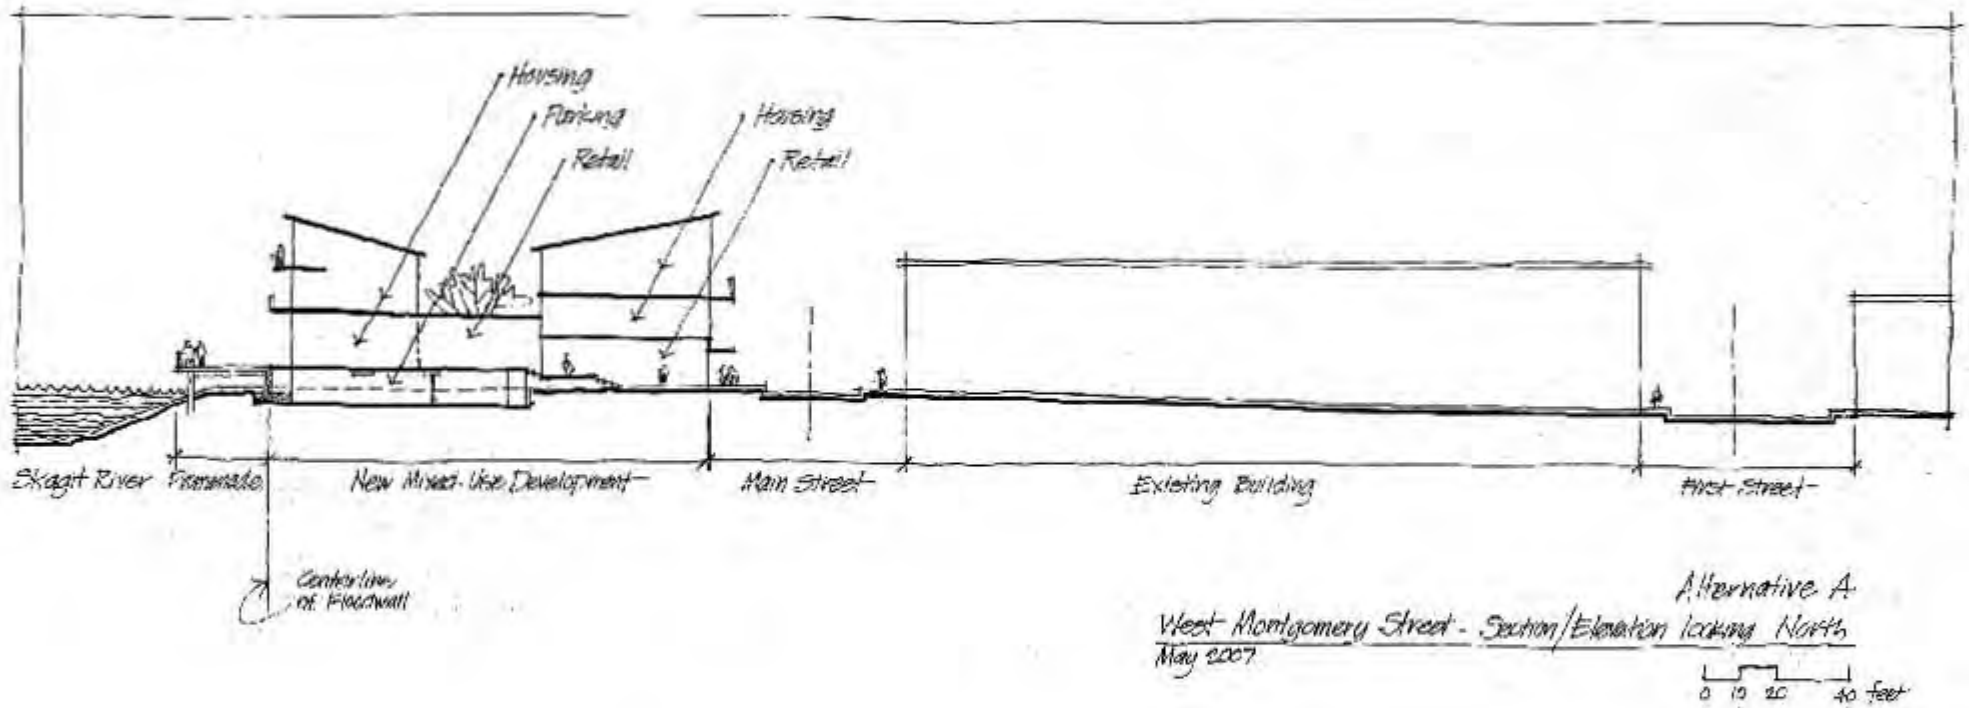 Housing
Parking
Housing
Retail
Retail
Skagit River
Promenade
New Mixed-Use Development
Main Street
Existing Building
First Street
Centerline
of Floodwall
Alternative A
West Montgomery Street - Section/Elevation looking North
May 2007
0 10 20 40 feet